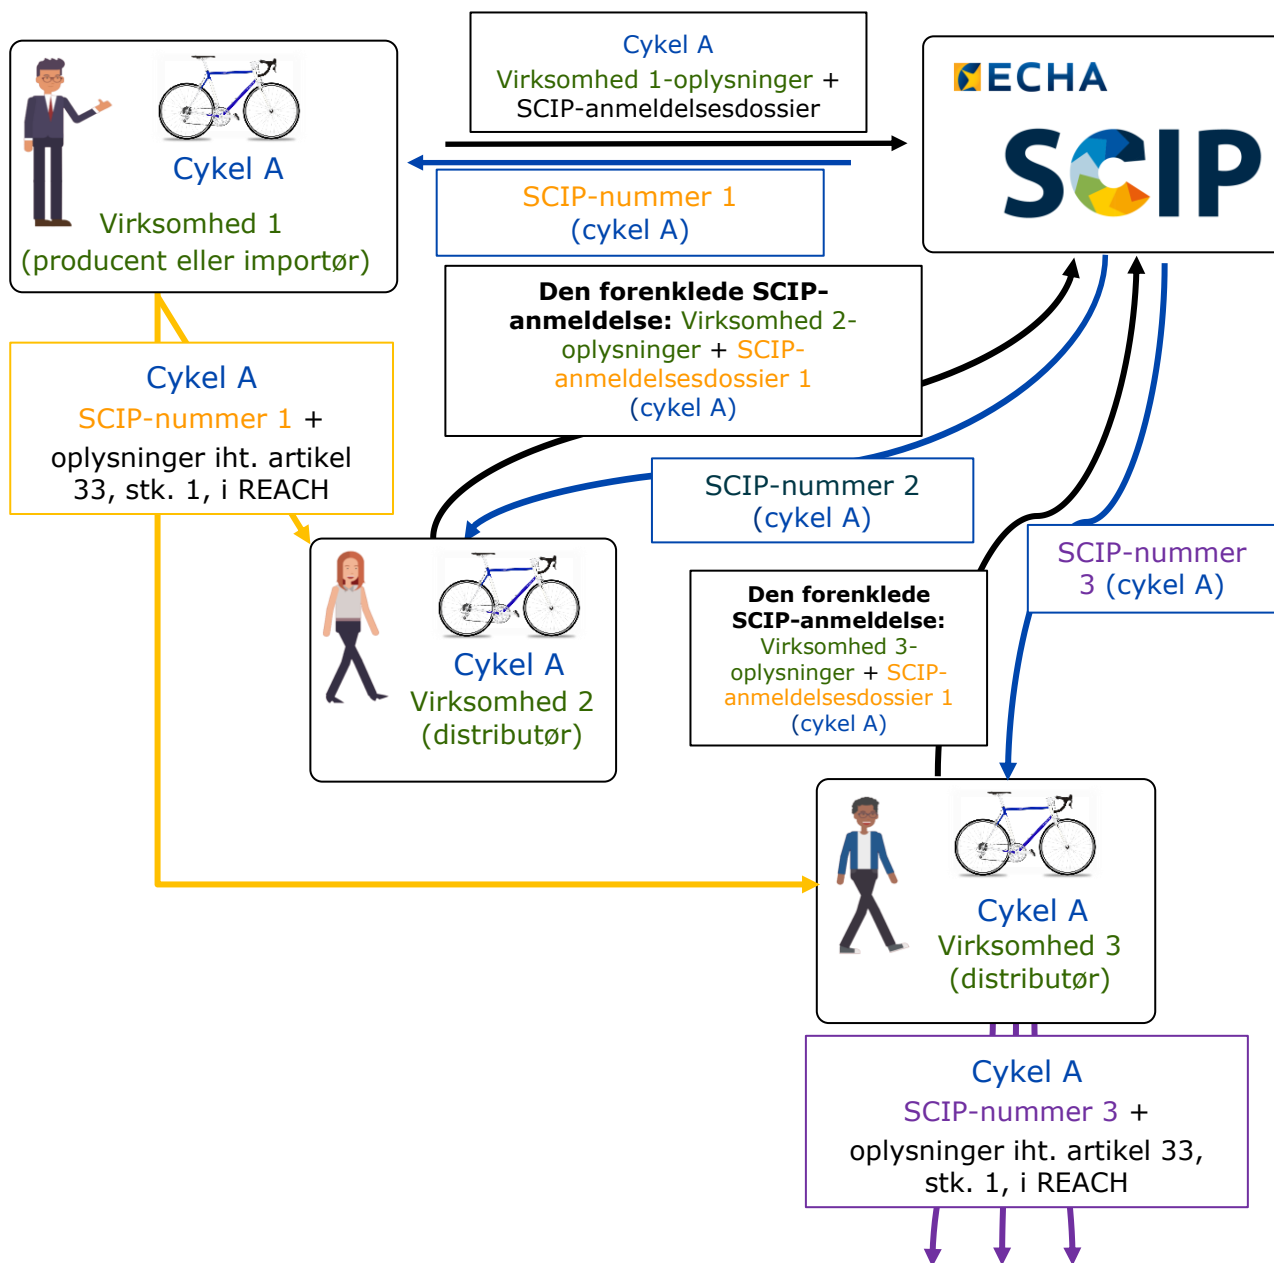 Cykel A
Virksomhed 1
(producent eller importør)
Cykel A
Virksomhed 1-oplysninger +
SCIP-anmeldelsesdossier
ECHA
SCIP
SCIP-nummer 1
(cykel A)
Den forenklede SCIP-
anmeldelse: Virksomhed 2-
oplysninger + SCIP-
anmeldelsesdossier 1
(cykel A)
Cykel A
SCIP-nummer 1 +
oplysninger iht. artikel
33, stk. 1, i REACH
SCIP-nummer 2
(cykel A)
SCIP-nummer
3 (cykel A)
Den forenklede
SCIP-anmeldelse:
Virksomhed 3-
oplysninger + SCIP-
anmeldelsesdossier 1
(cykel A)
Cykel A
Virksomhed 2
(distributør)
Cykel A
Virksomhed 3
(distributør)
Cykel A
SCIP-nummer 3 +
oplysninger iht. artikel 33,
stk. 1, i REACH